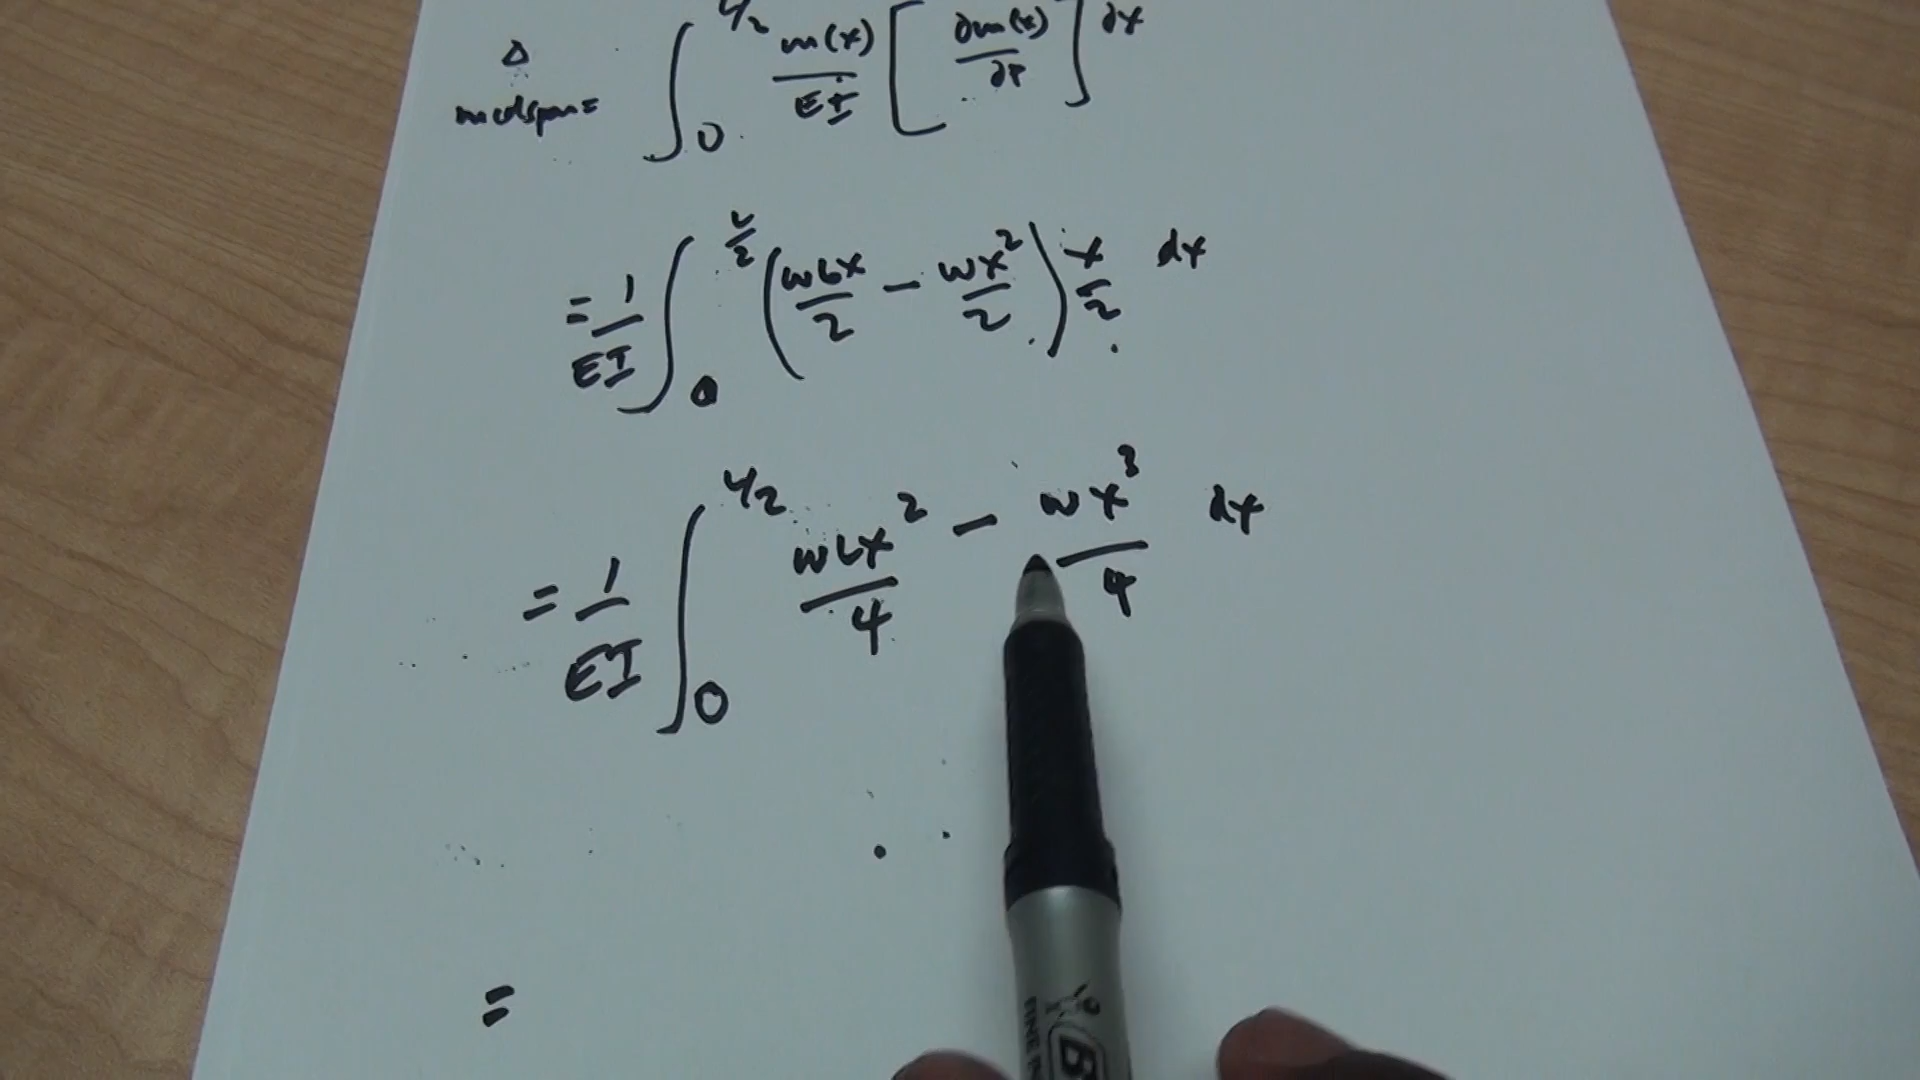 Δ midspan = ∫₀^(L/2) m(x)/EI [∂m(x)/∂P] dx
= 1/EI ∫₀^(L/2) (wLx/2 − wx²/2) x/2 dx
= 1/EI ∫₀^(L/2) wLx²/4 − wx³/4 dx
=
FINE